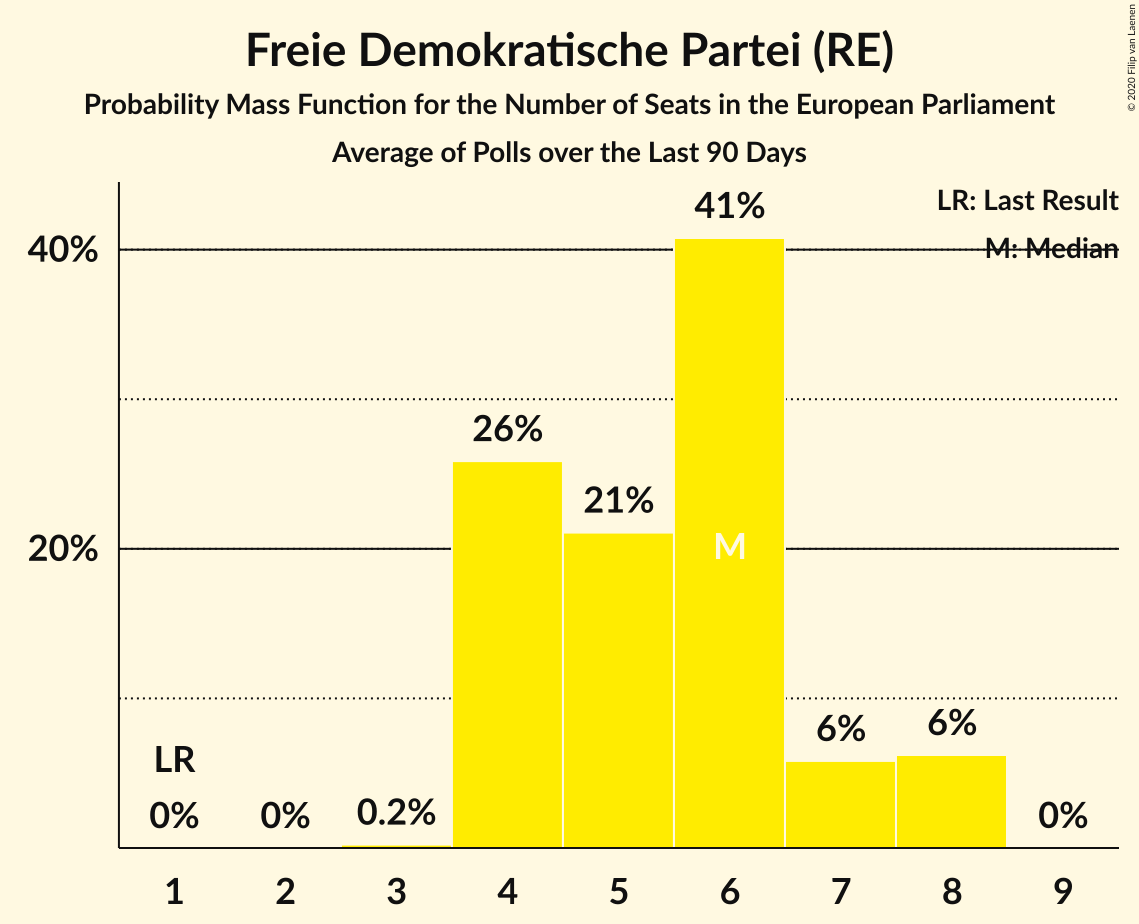 Freie Demokratische Partei (RE)
Probability Mass Function for the Number of Seats in the European Parliament
Average of Polls over the Last 90 Days
© 2020 Filip van Laenen
LR: Last Result
M: Median
40%
20%
LR
0%
0%
0.2%
26%
21%
41%
M
6%
6%
0%
1 2 3 4 5 6 7 8 9